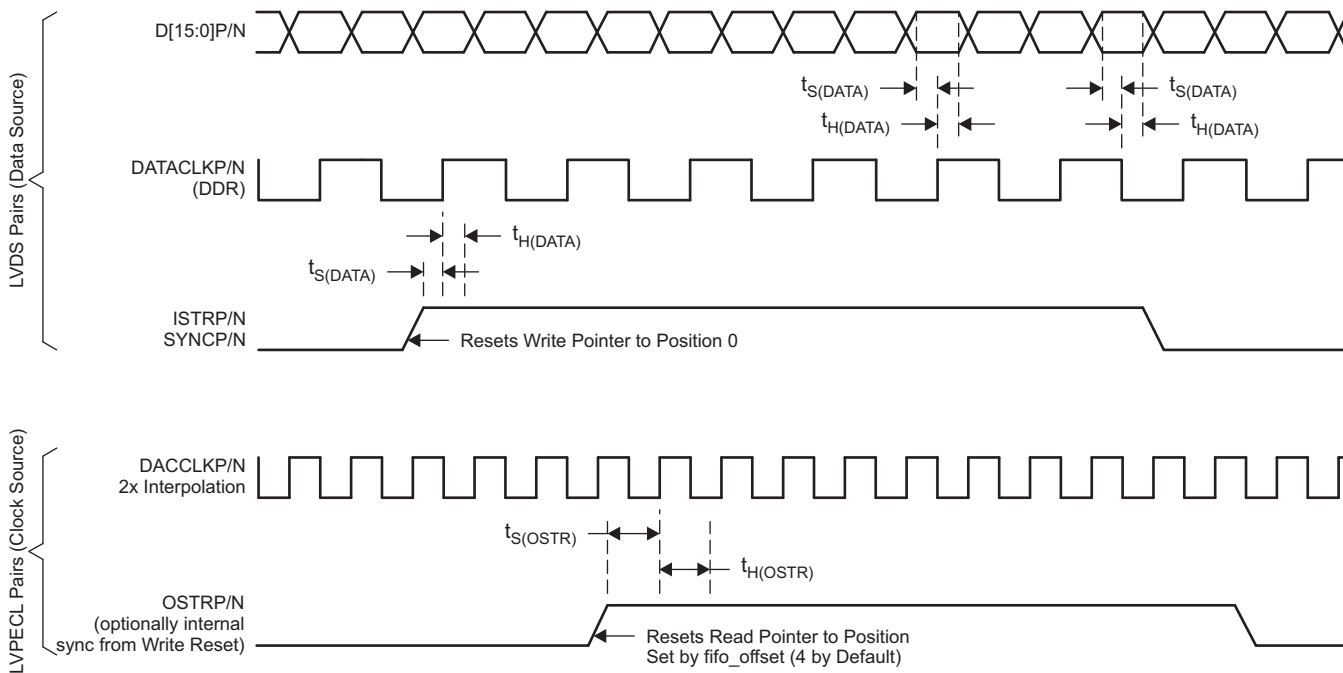 LVDS Pairs (Data Source)
D[15:0]P/N
tS(DATA)
tS(DATA)
tH(DATA)
tH(DATA)
DATACLKP/N
(DDR)
tH(DATA)
tS(DATA)
ISTRP/N
SYNCP/N
Resets Write Pointer to Position 0
LVPECL Pairs (Clock Source)
DACCLKP/N
2x Interpolation
tS(OSTR)
tH(OSTR)
OSTRP/N
(optionally internal
sync from Write Reset)
Resets Read Pointer to Position
Set by fifo_offset (4 by Default)